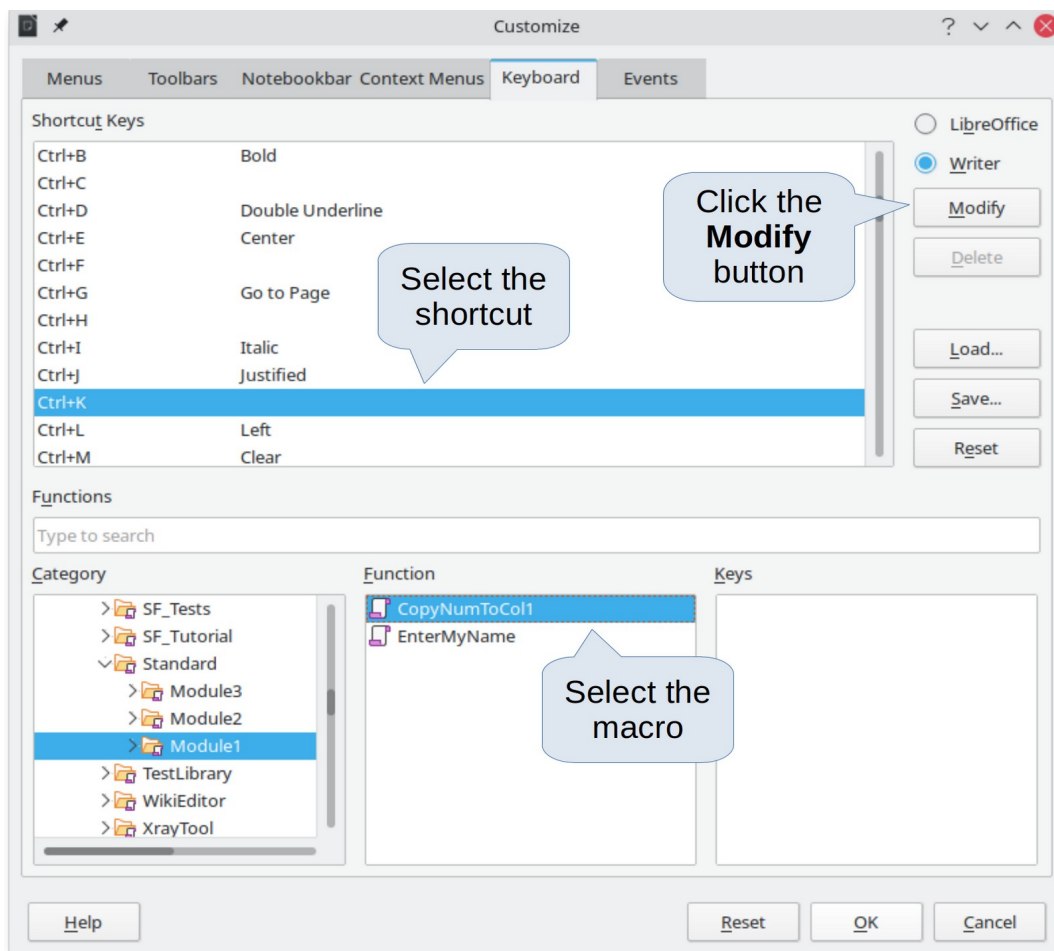 Customize
Menus Toolbars Notebookbar Context Menus Keyboard Events
Shortcut Keys
LibreOffice
Writer
Modify
Delete
Load...
Save...
Reset
Ctrl+B Bold
Ctrl+C
Ctrl+D Double Underline
Ctrl+E Center
Ctrl+F
Ctrl+G Go to Page
Ctrl+H
Ctrl+I Italic
Ctrl+J Justified
Ctrl+K
Ctrl+L Left
Ctrl+M Clear
Select the
shortcut
Click the
Modify
button
Functions
Type to search
Category
SF_Tests
SF_Tutorial
Standard
Module3
Module2
Module1
TestLibrary
WikiEditor
XrayTool
Function
CopyNumToCol1
EnterMyName
Select the
macro
Keys
Help Reset OK Cancel